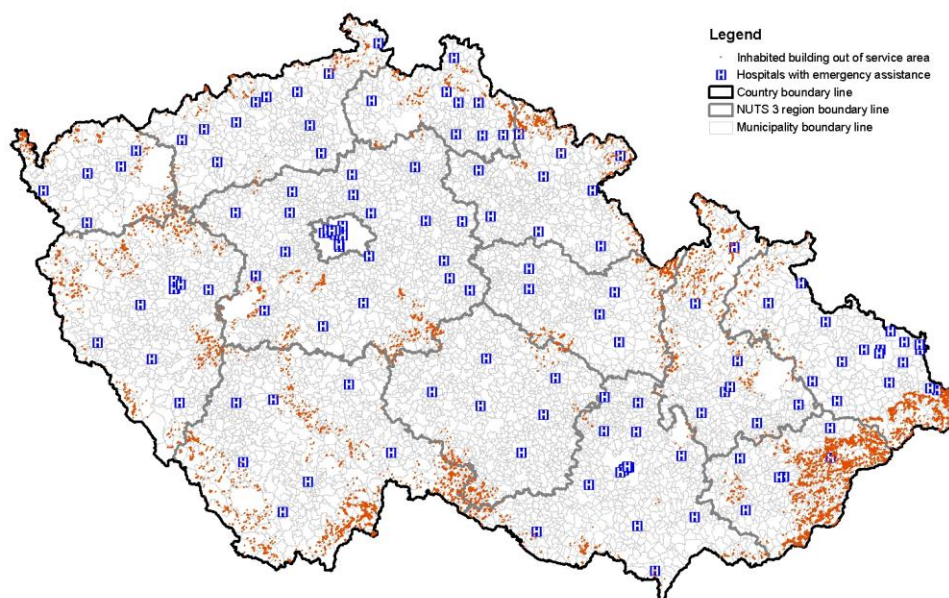 Legend
Inhabited building out of service area
H Hospitals with emergency assistance
Country boundary line
NUTS 3 region boundary line
Municipality boundary line